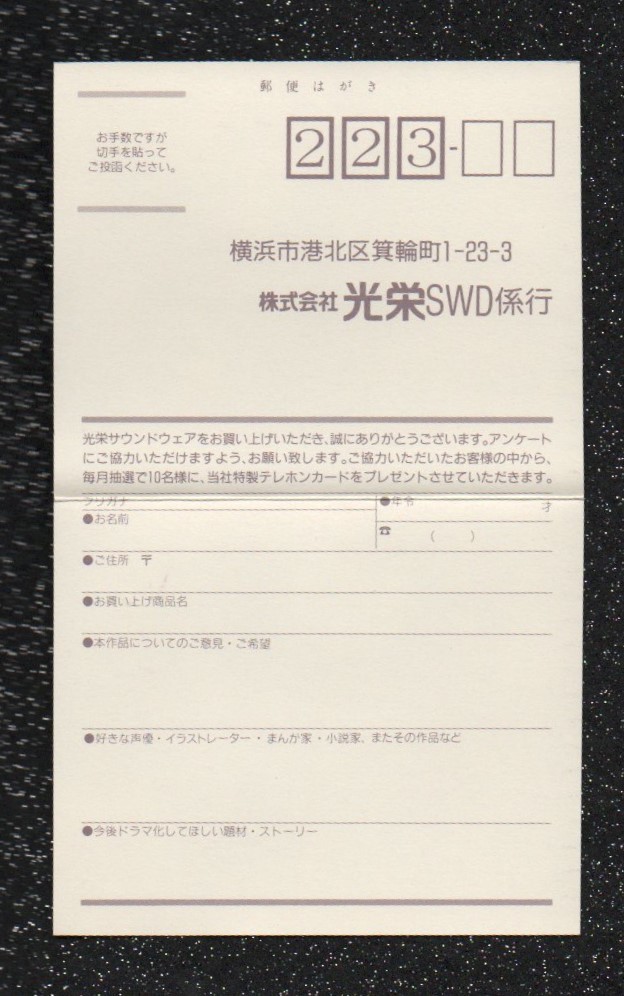 郵便はがき
お手数ですが
切手を貼って
ご投函ください。
223-
横浜市港北区箕輪町1-23-3
株式会社光栄SWD係行
光栄サウンドウェアをお買い上げいただき、誠にありがとうございます。アンケート
にご協力いただけますよう、お願い致します。ご協力いただいたお客様の中から、
毎月抽選で10名様に、当社特製テレホンカードをプレゼントさせていただきます。
フリガナ
●お名前
●年令 才
☎ ( )
●ご住所 〒
●お買い上げ商品名
●本作品についてのご意見・ご希望
●好きな声優・イラストレーター・まんが家・小説家、またその作品など
●今後ドラマ化してほしい題材・ストーリー